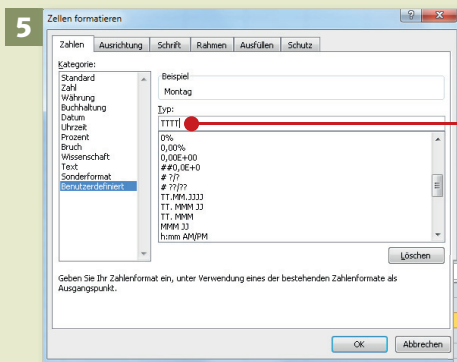 5
Zellen formatieren
Zahlen Ausrichtung Schrift Rahmen Ausfüllen Schutz
Kategorie:
Standard
Zahl
Währung
Buchhaltung
Datum
Uhrzeit
Prozent
Bruch
Wissenschaft
Text
Sonderformat
Benutzerdefiniert
Beispiel
Montag
Typ:
TTTT
0%
0,00%
0,00E+00
##0,0E+0
# ?/?
# ??/??
TT.MM.JJJJ
TT. MMM JJ
TT. MMM
MMM JJ
h:mm AM/PM
Löschen
Geben Sie Ihr Zahlenformat ein, unter Verwendung eines der bestehenden Zahlenformate als
Ausgangspunkt.
OK Abbrechen